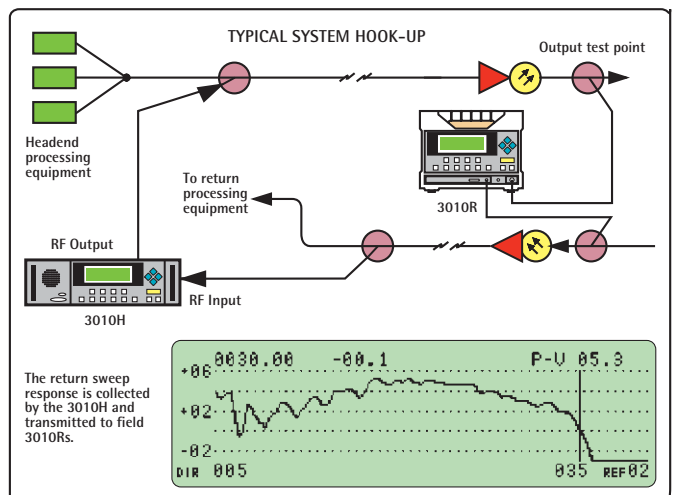 TYPICAL SYSTEM HOOK-UP
Output test point
Headend
processing
equipment
To return
processing
equipment
3010R
RF Output
RF Input
3010H
The return sweep
response is collected
by the 3010H and
transmitted to field
3010Rs.
0030.00 -00.1 P-V 05.3
+06
+02
-02
DIR 005 035 REF02